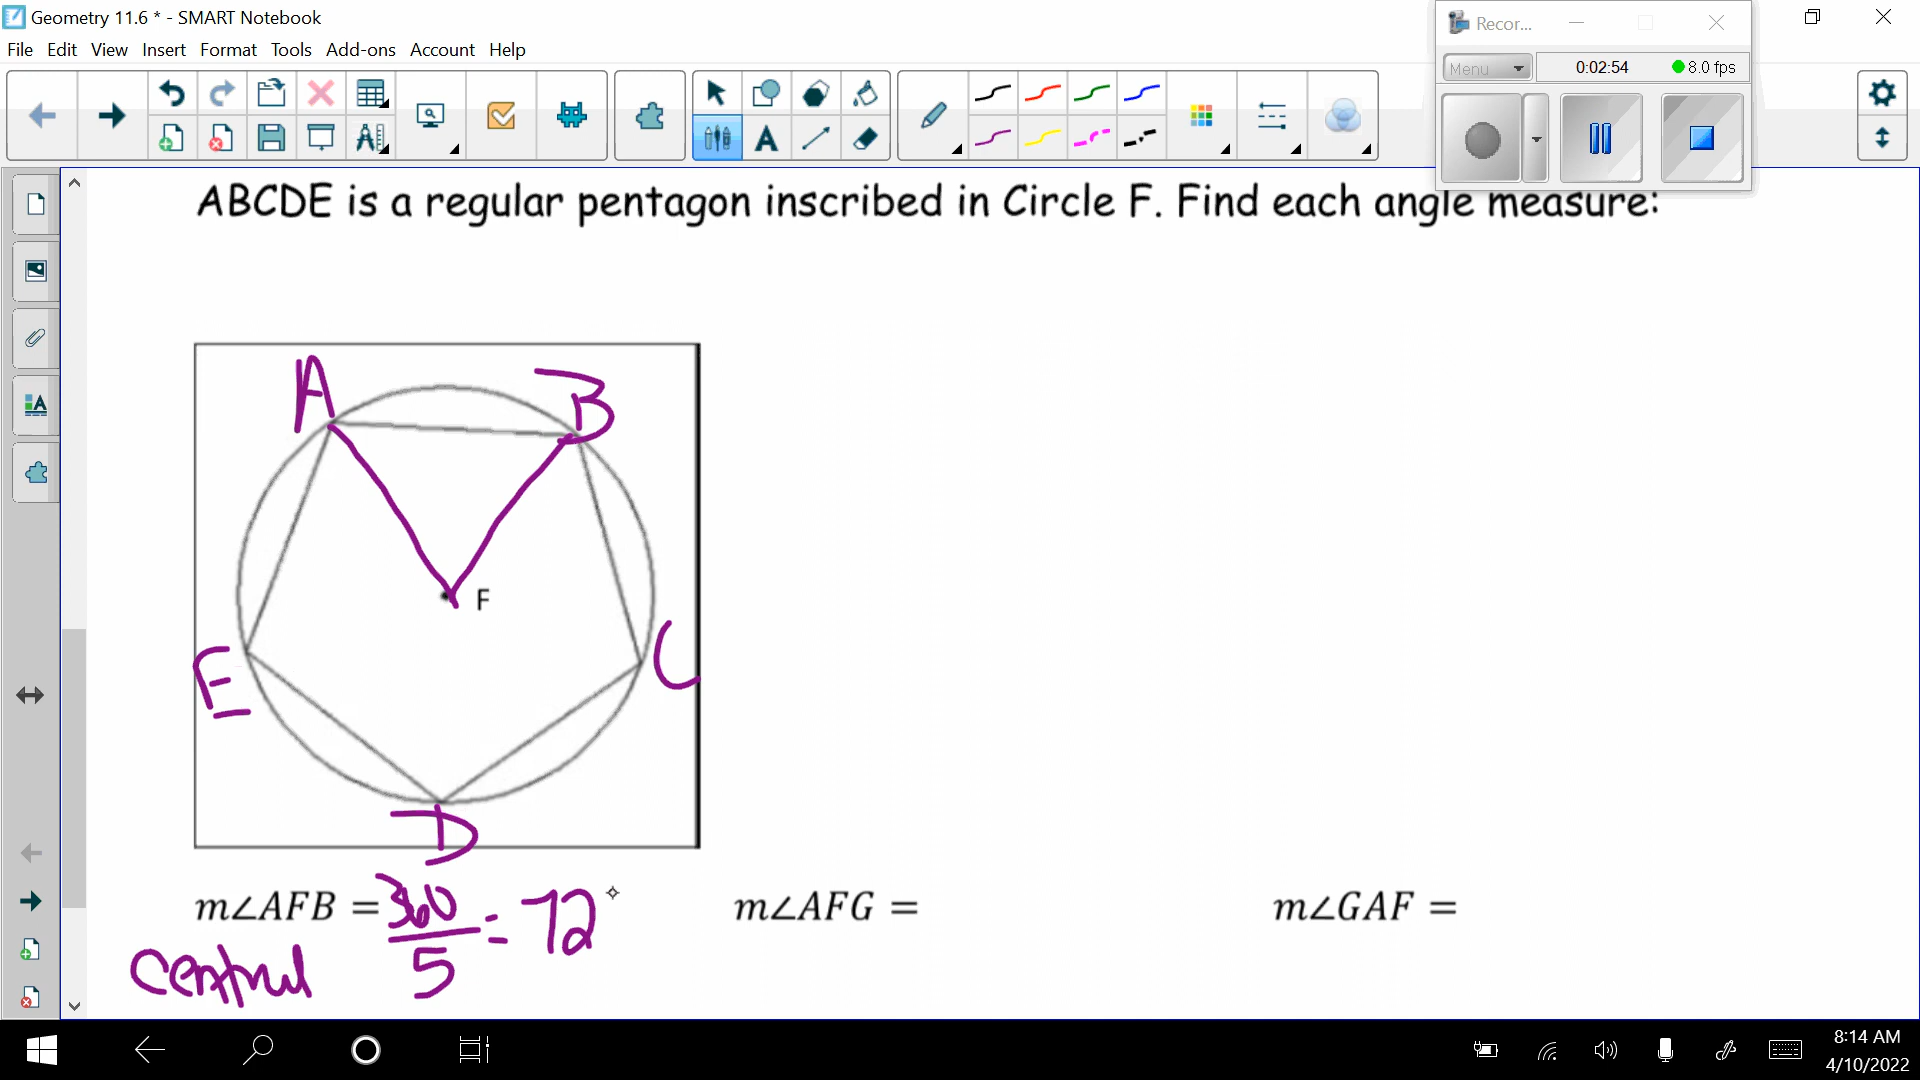 Geometry 11.6 * - SMART Notebook
File Edit View Insert Format Tools Add-ons Account Help
Recor...
Menu 0:02:54 8.0 fps
ABCDE is a regular pentagon inscribed in Circle F. Find each angle measure:
A B
F
E C
D
m∠AFB = 360/5 = 72° m∠AFG = m∠GAF =
central
8:14 AM
4/10/2022